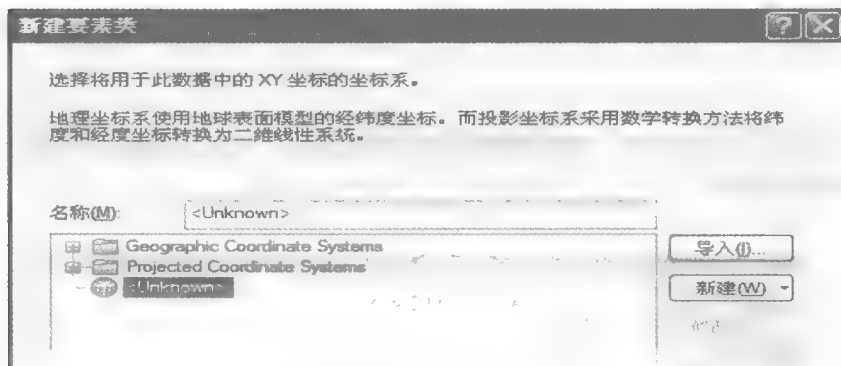 新建要素类
选择将用于此数据中的 XY 坐标的坐标系。
地理坐标系使用地球表面模型的经纬度坐标。而投影坐标系采用数学转换方法将纬
度和经度坐标转换为二维线性系统。
名称(M): <Unknown>
Geographic Coordinate Systems
导入(I)...
Projected Coordinate Systems
<Unknown>
新建(W)